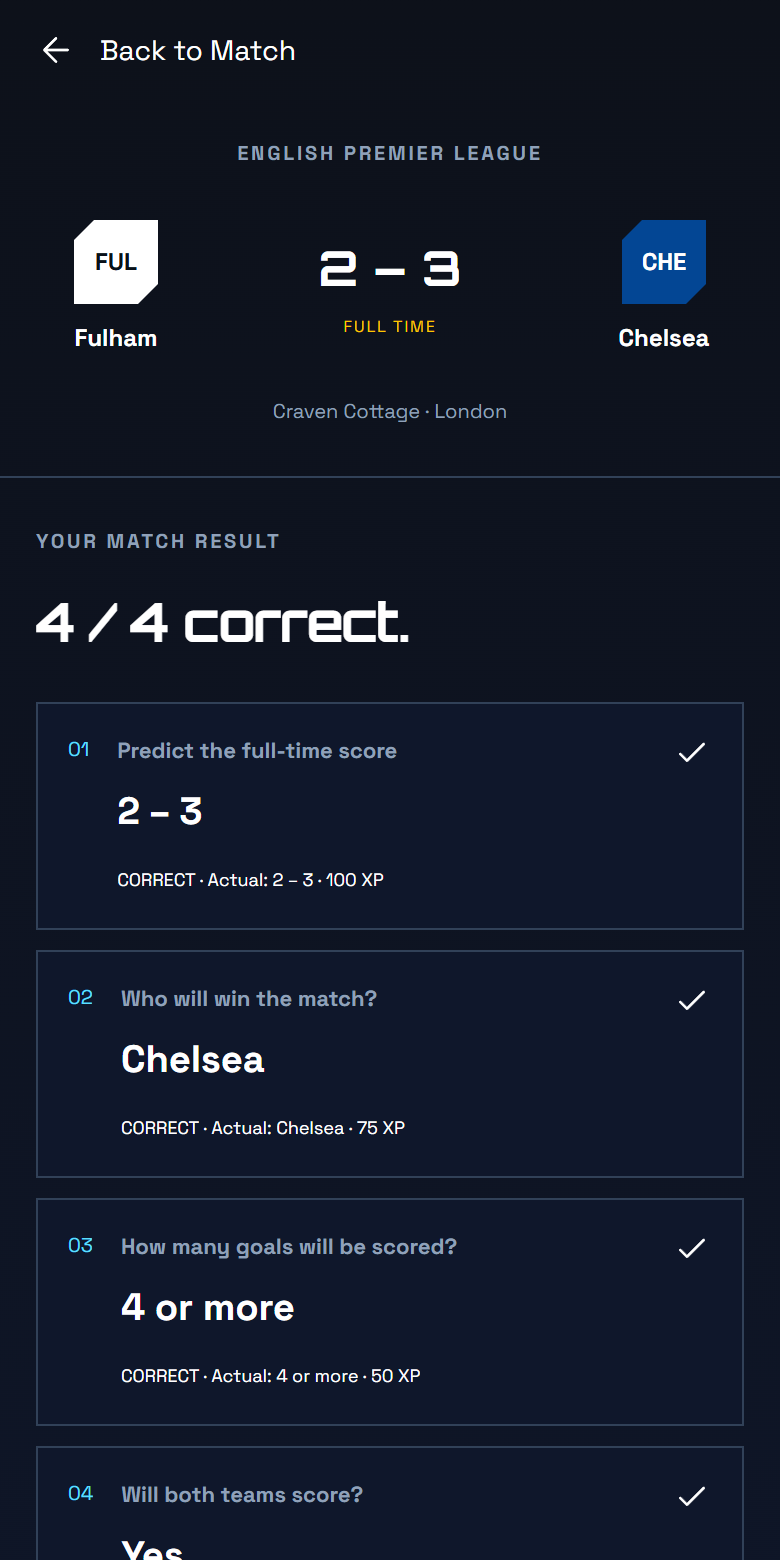 Back to Match
ENGLISH PREMIER LEAGUE
FUL
2 – 3
CHE
FULL TIME
Fulham
Chelsea
Craven Cottage · London
YOUR MATCH RESULT
4 / 4 correct.
01 Predict the full-time score
2 – 3
CORRECT · Actual: 2 – 3 · 100 XP
02 Who will win the match?
Chelsea
CORRECT · Actual: Chelsea · 75 XP
03 How many goals will be scored?
4 or more
CORRECT · Actual: 4 or more · 50 XP
04 Will both teams score?
Yes